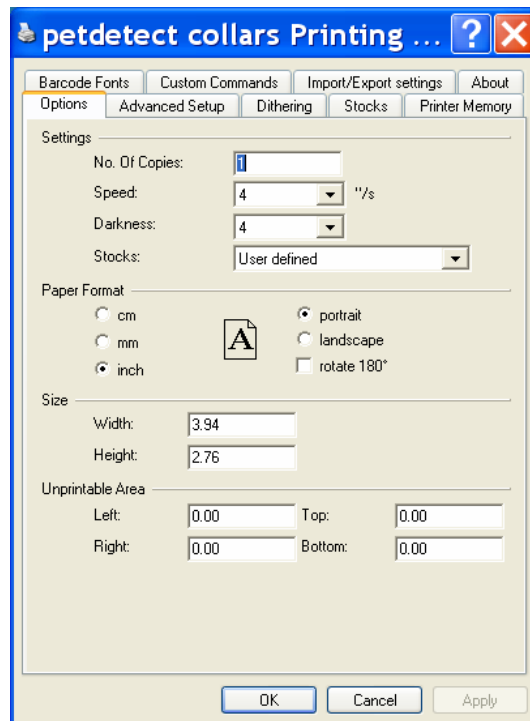 petdetect collars Printing ...
Barcode Fonts Custom Commands Import/Export settings About
Options Advanced Setup Dithering Stocks Printer Memory
Settings
No. Of Copies: 1
Speed: 4 "/s
Darkness: 4
Stocks: User defined
Paper Format
cm A portrait
mm landscape
inch rotate 180°
Size
Width: 3.94
Height: 2.76
Unprintable Area
Left: 0.00 Top: 0.00
Right: 0.00 Bottom: 0.00
OK Cancel Apply